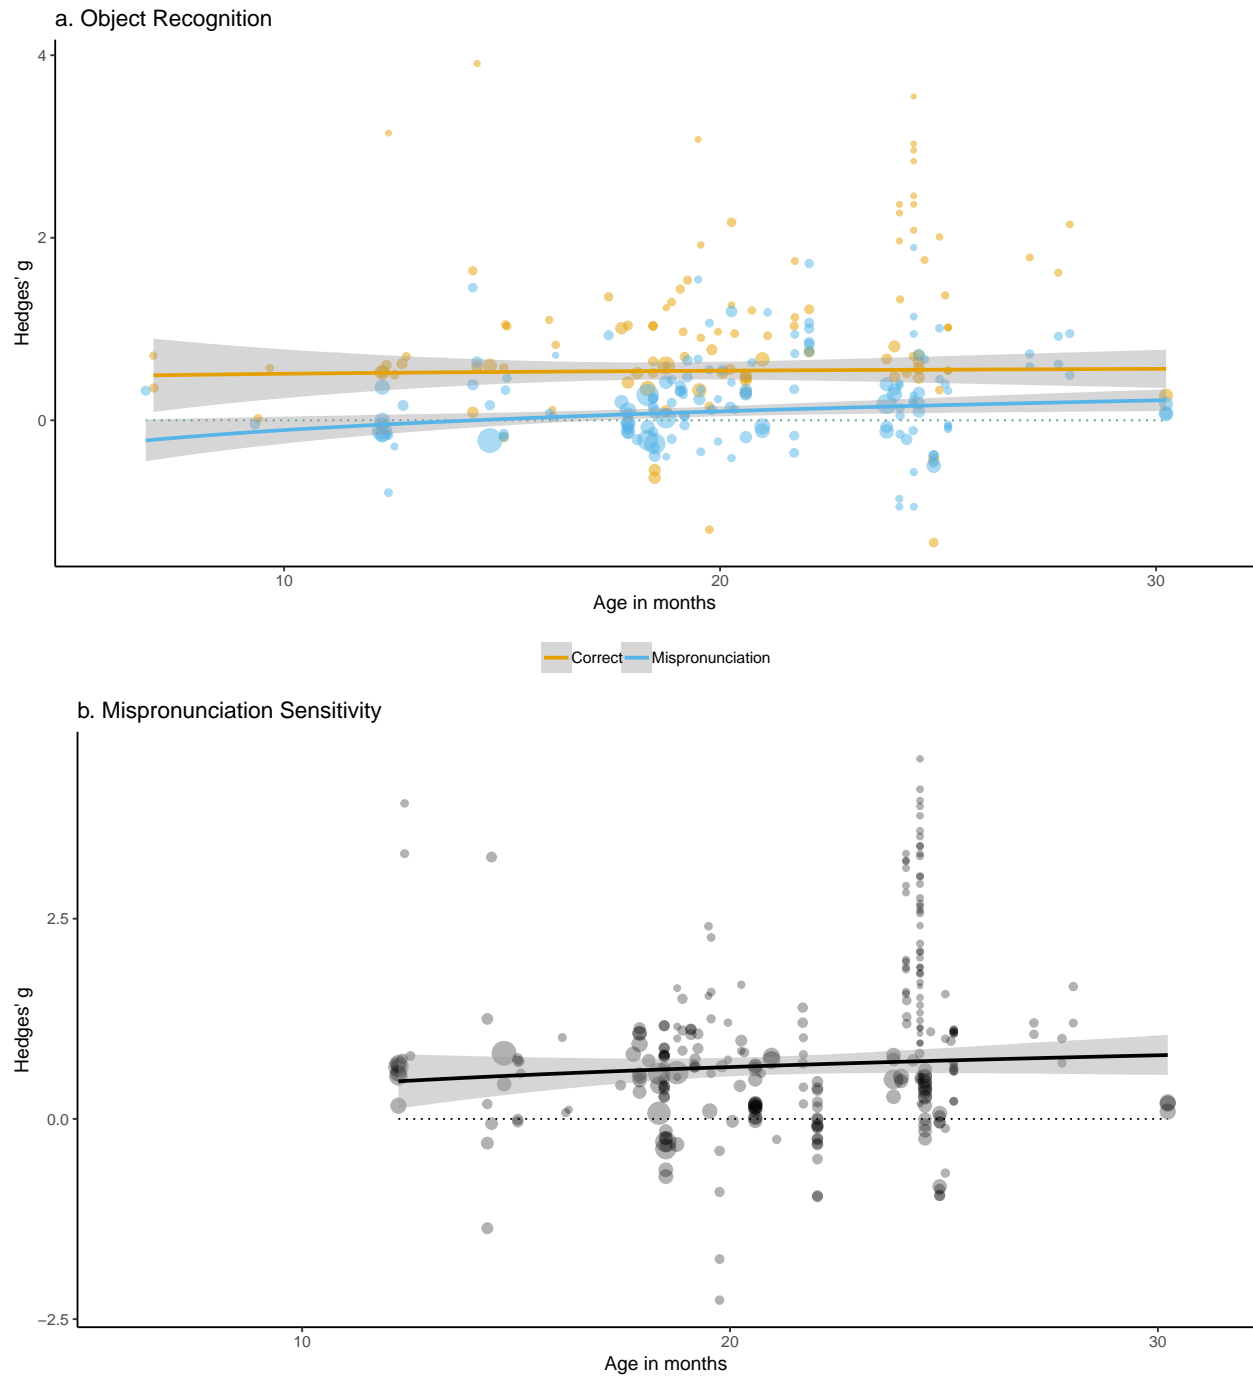 a. Object Recognition
4
2
0
Hedges' g
10
20
30
Age in months
Correct
Mispronunciation
b. Mispronunciation Sensitivity
2.5
0.0
−2.5
Hedges' g
10
20
30
Age in months